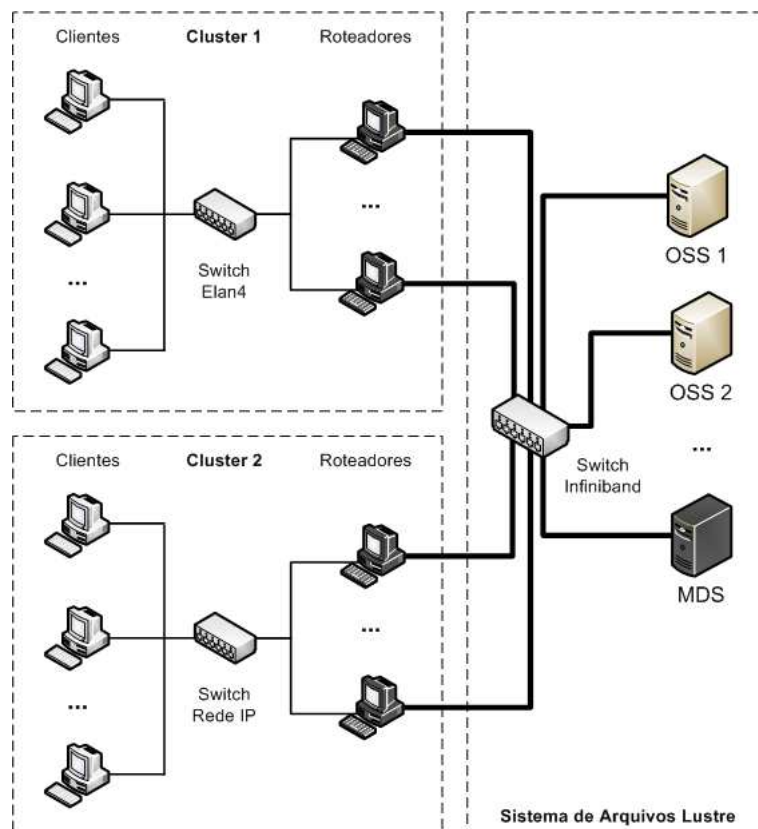 Clientes
Cluster 1
Roteadores
...
...
Switch
Elan4
OSS 1
OSS 2
...
Switch
Infiniband
MDS
Clientes
Cluster 2
Roteadores
...
...
Switch
Rede IP
Sistema de Arquivos Lustre